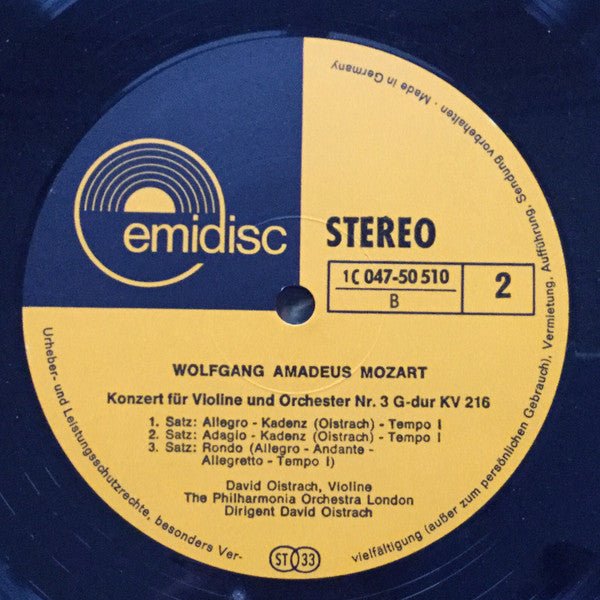 emidisc
STEREO
1C 047-50 510
B
2
WOLFGANG AMADEUS MOZART
Konzert für Violine und Orchester Nr. 3 G-dur KV 216
1. Satz: Allegro - Kadenz (Oistrach) - Tempo I
2. Satz: Adagio - Kadenz (Oistrach) - Tempo I
3. Satz: Rondo (Allegro - Andante -
Allegretto - Tempo I)
David Oistrach, Violine
The Philharmonia Orchestra London
Dirigent David Oistrach
ST 33
Urheber- und Leistungsschutzrechte, besonders Ver-
vielfältigung (außer zum persönlichen Gebrauch), Vermietung, Aufführung, Sendung vorbehalten · Made in Germany